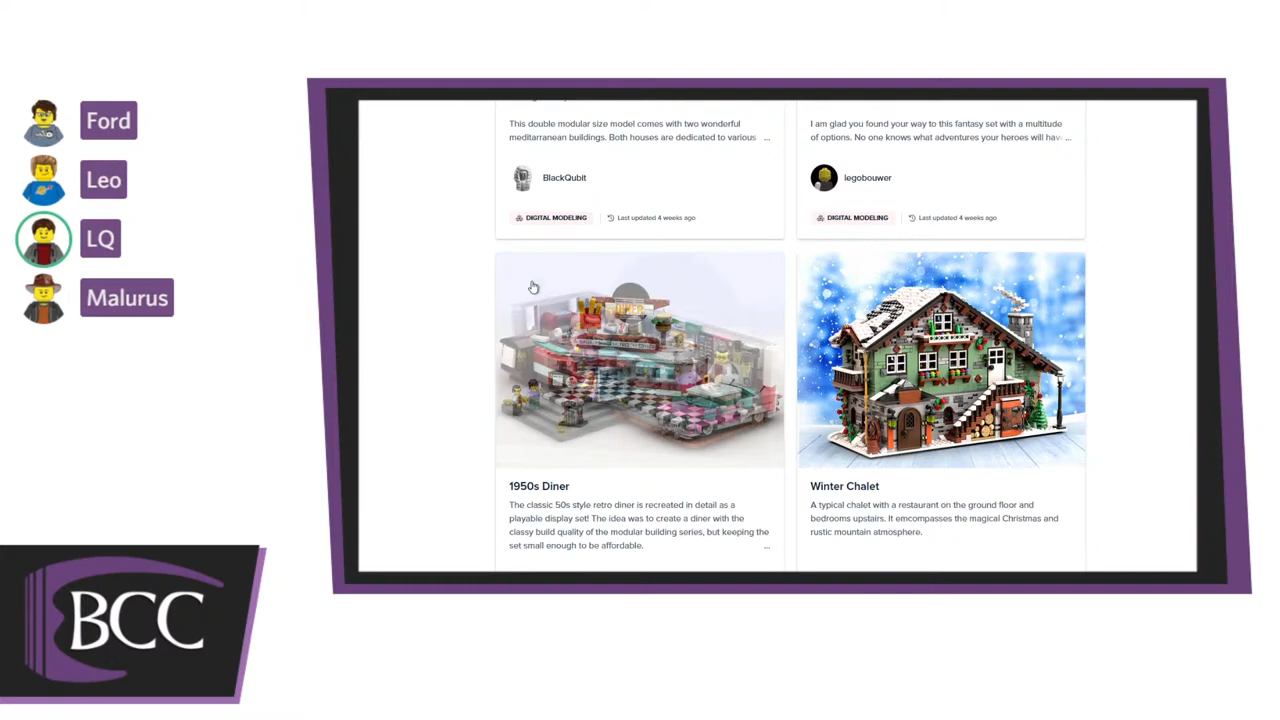 Ford
Leo
LQ
Malurus
This double modular size model comes with two wonderful
meditarranean buildings. Both houses are dedicated to various ...
BlackQubit
DIGITAL MODELING
Last updated 4 weeks ago
I am glad you found your way to this fantasy set with a multitude
of options. No one knows what adventures your heroes will have ...
legobouwer
DIGITAL MODELING
Last updated 4 weeks ago
DINER
1950s Diner
The classic 50s style retro diner is recreated in detail as a
playable display set! The idea was to create a diner with the
classy build quality of the modular building series, but keeping the
set small enough to be affordable. ...
Winter Chalet
A typical chalet with a restaurant on the ground floor and
bedrooms upstairs. It emcompasses the magical Christmas and
rustic mountain atmosphere.
BCC